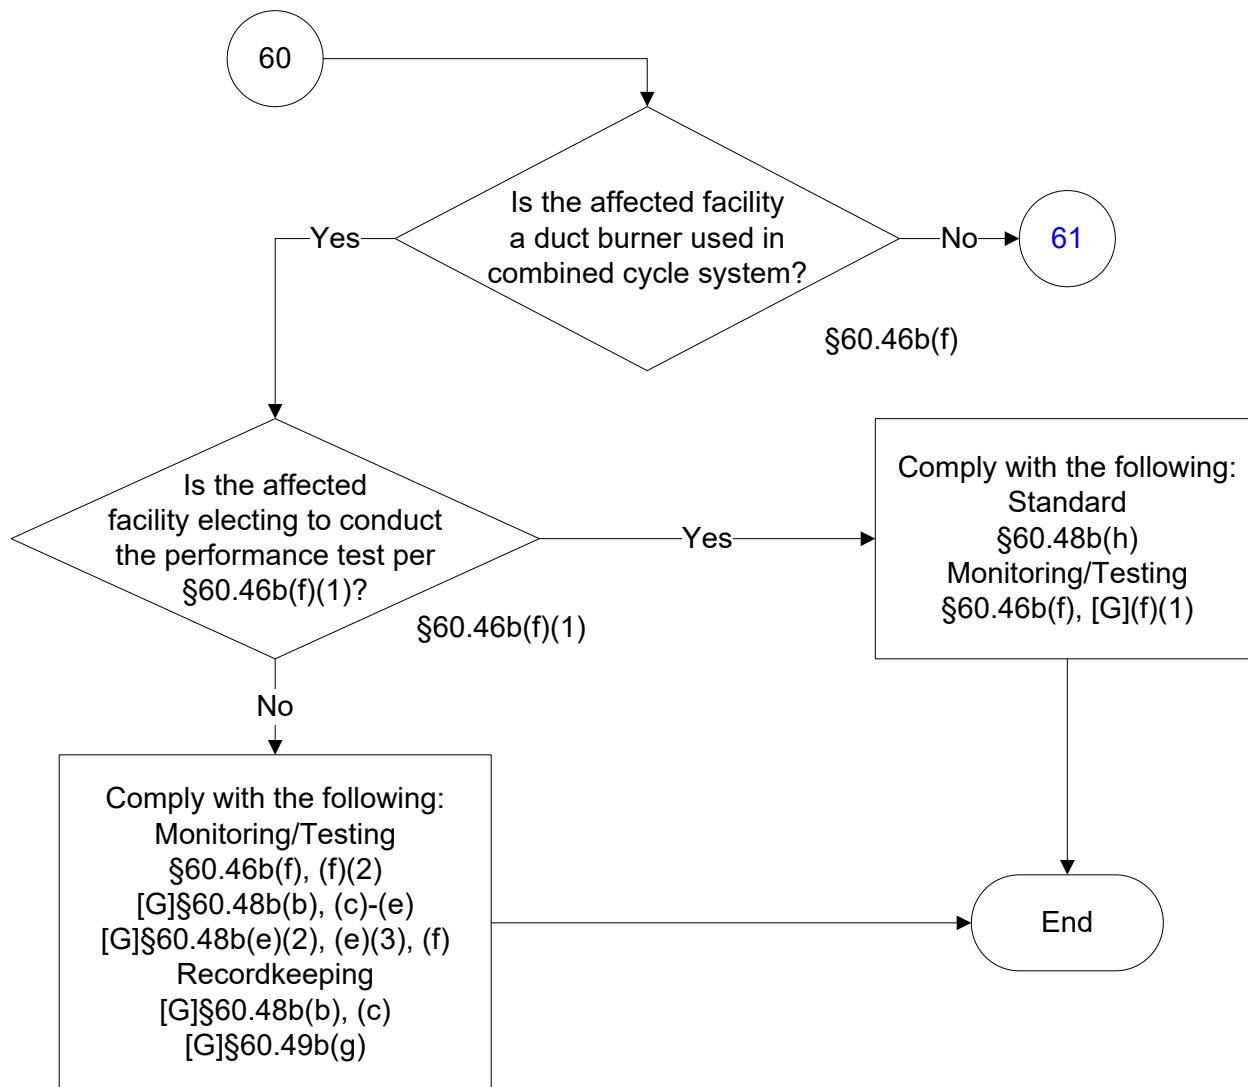 60
Is the affected facility
a duct burner used in
combined cycle system?
Yes
No
61
§60.46b(f)
Is the affected
facility electing to conduct
the performance test per
§60.46b(f)(1)?
§60.46b(f)(1)
Yes
Comply with the following:
Standard
§60.48b(h)
Monitoring/Testing
§60.46b(f), [G](f)(1)
No
Comply with the following:
Monitoring/Testing
§60.46b(f), (f)(2)
[G]§60.48b(b), (c)-(e)
[G]§60.48b(e)(2), (e)(3), (f)
Recordkeeping
[G]§60.48b(b), (c)
[G]§60.49b(g)
End